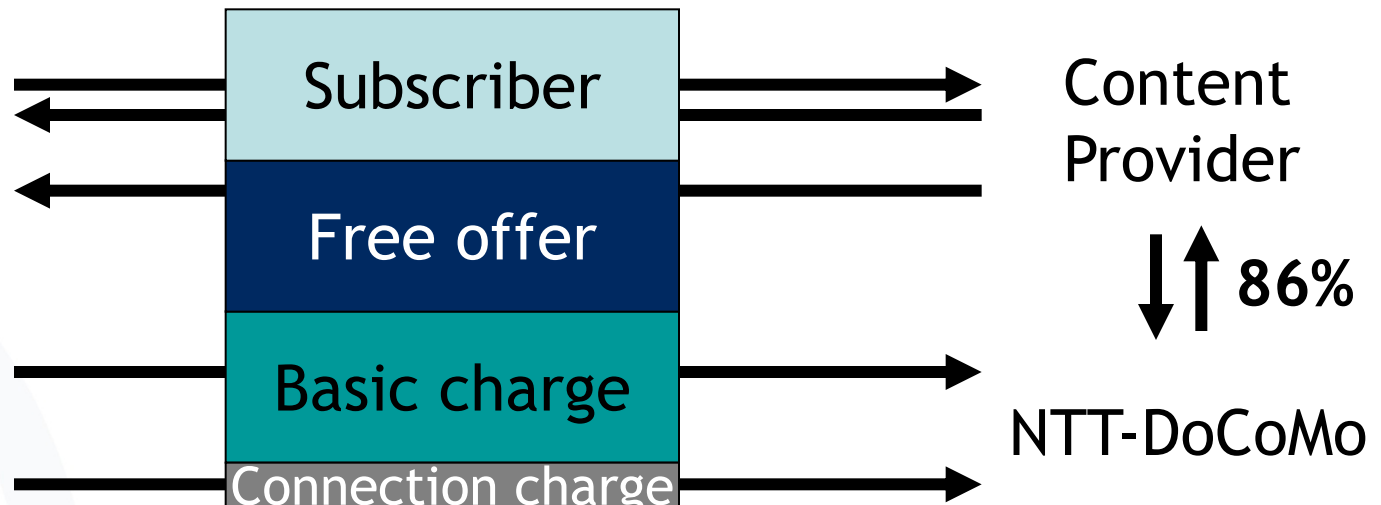 Subscriber
Content
Provider
Free offer
86%
Basic charge
NTT-DoCoMo
Connection charge